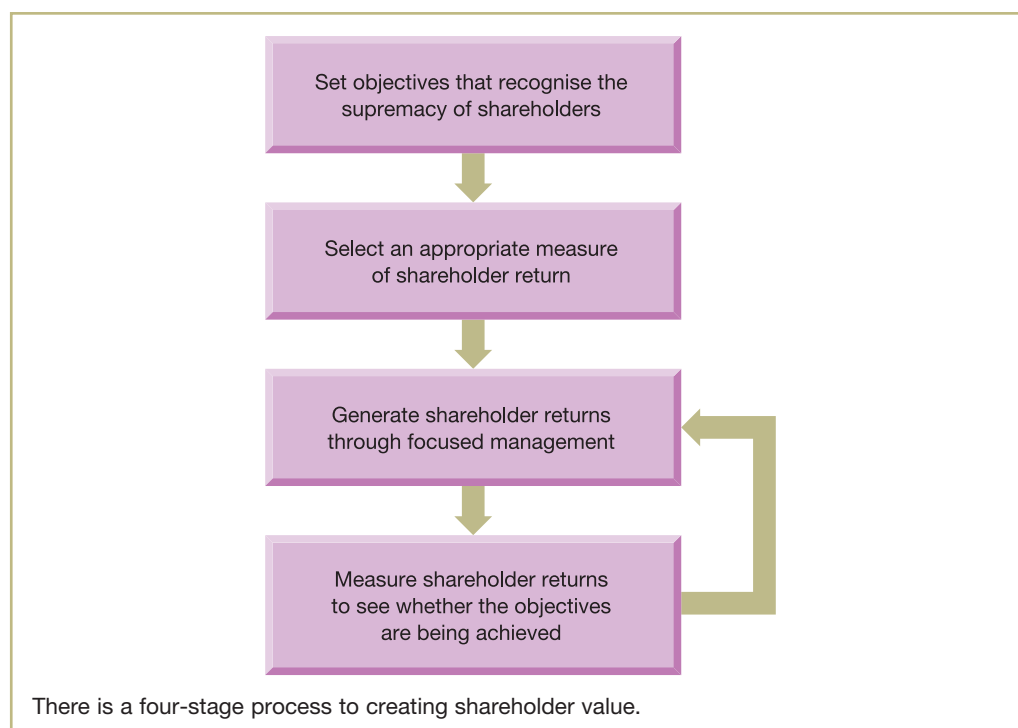 Set objectives that recognise the
supremacy of shareholders
Select an appropriate measure
of shareholder return
Generate shareholder returns
through focused management
Measure shareholder returns
to see whether the objectives
are being achieved
There is a four-stage process to creating shareholder value.